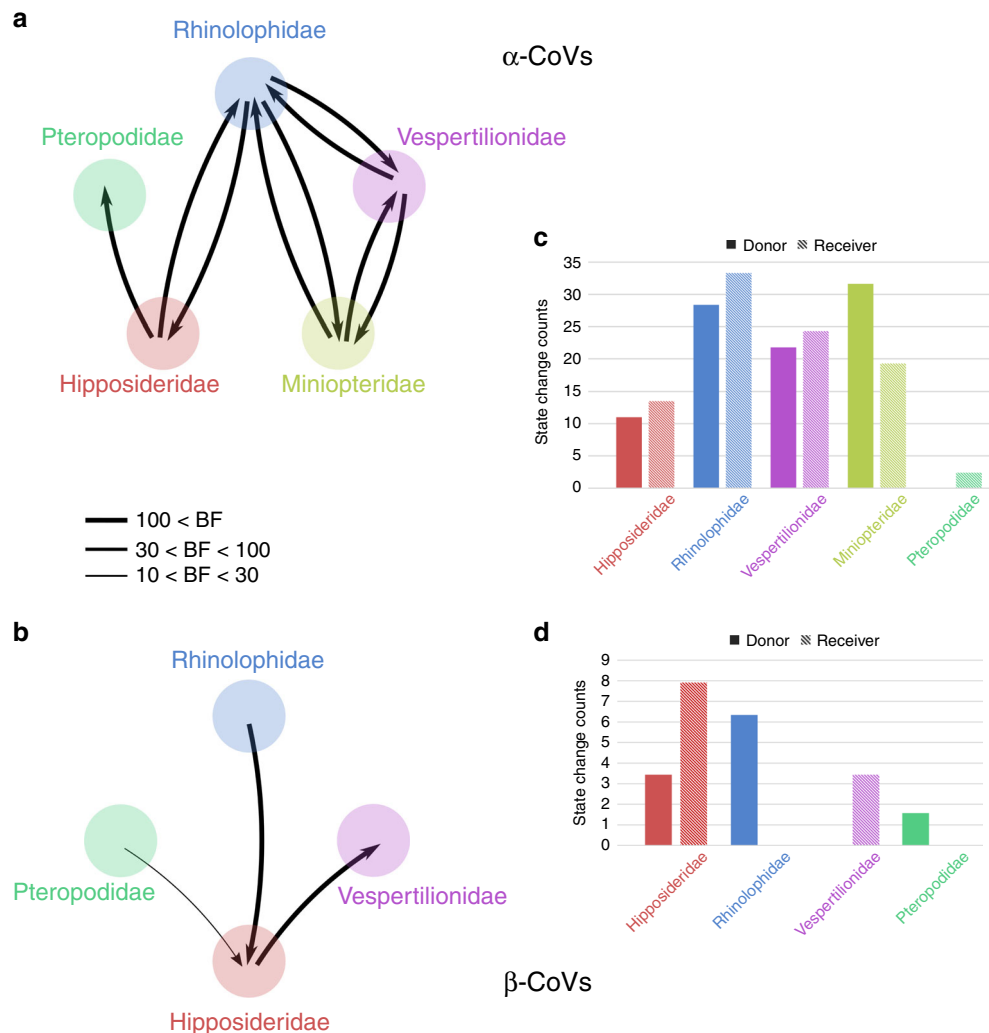 a
Rhinolophidae
α-CoVs
Pteropodidae
Vespertilionidae
Hipposideridae
Miniopteridae
100 < BF
30 < BF < 100
10 < BF < 30
c
Donor Receiver
State change counts
35
30
25
20
15
10
5
0
Hipposideridae
Rhinolophidae
Vespertilionidae
Miniopteridae
Pteropodidae
b
Rhinolophidae
Pteropodidae
Vespertilionidae
Hipposideridae
β-CoVs
d
Donor Receiver
State change counts
9
8
7
6
5
4
3
2
1
0
Hipposideridae
Rhinolophidae
Vespertilionidae
Pteropodidae